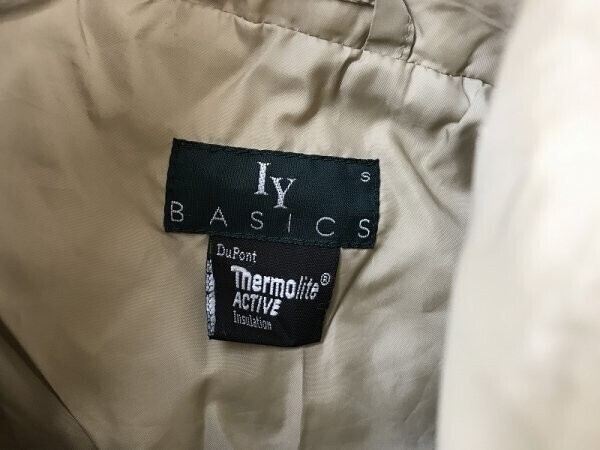 IY S
BASICS
DuPont
Thermolite®
ACTIVE
Insulation